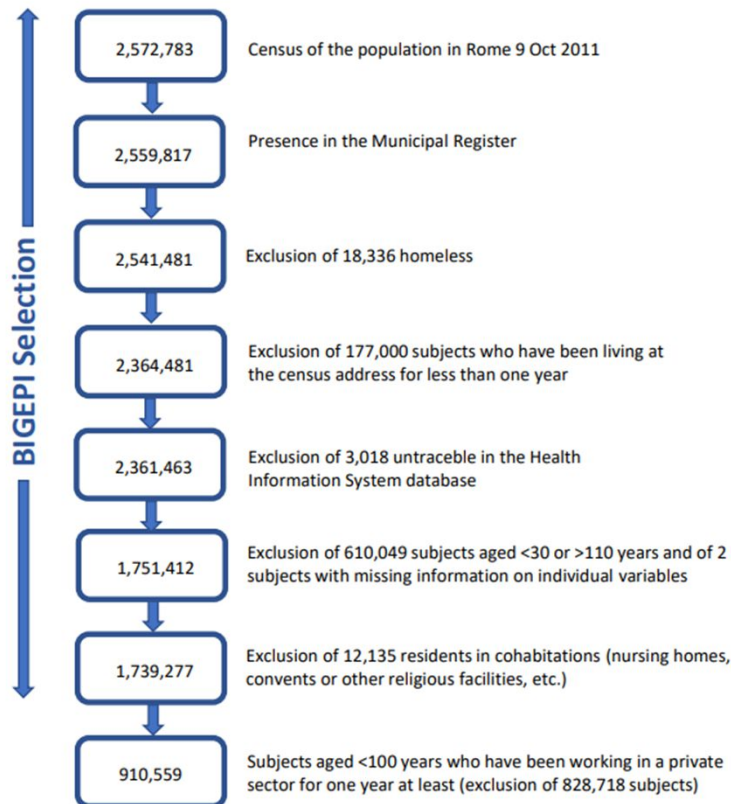 BIGEPI Selection
2,572,783
Census of the population in Rome 9 Oct 2011
2,559,817
Presence in the Municipal Register
2,541,481
Exclusion of 18,336 homeless
2,364,481
Exclusion of 177,000 subjects who have been living at
the census address for less than one year
2,361,463
Exclusion of 3,018 untraceble in the Health
Information System database
1,751,412
Exclusion of 610,049 subjects aged <30 or >110 years and of 2
subjects with missing information on individual variables
1,739,277
Exclusion of 12,135 residents in cohabitations (nursing homes,
convents or other religious facilities, etc.)
910,559
Subjects aged <100 years who have been working in a private
sector for one year at least (exclusion of 828,718 subjects)